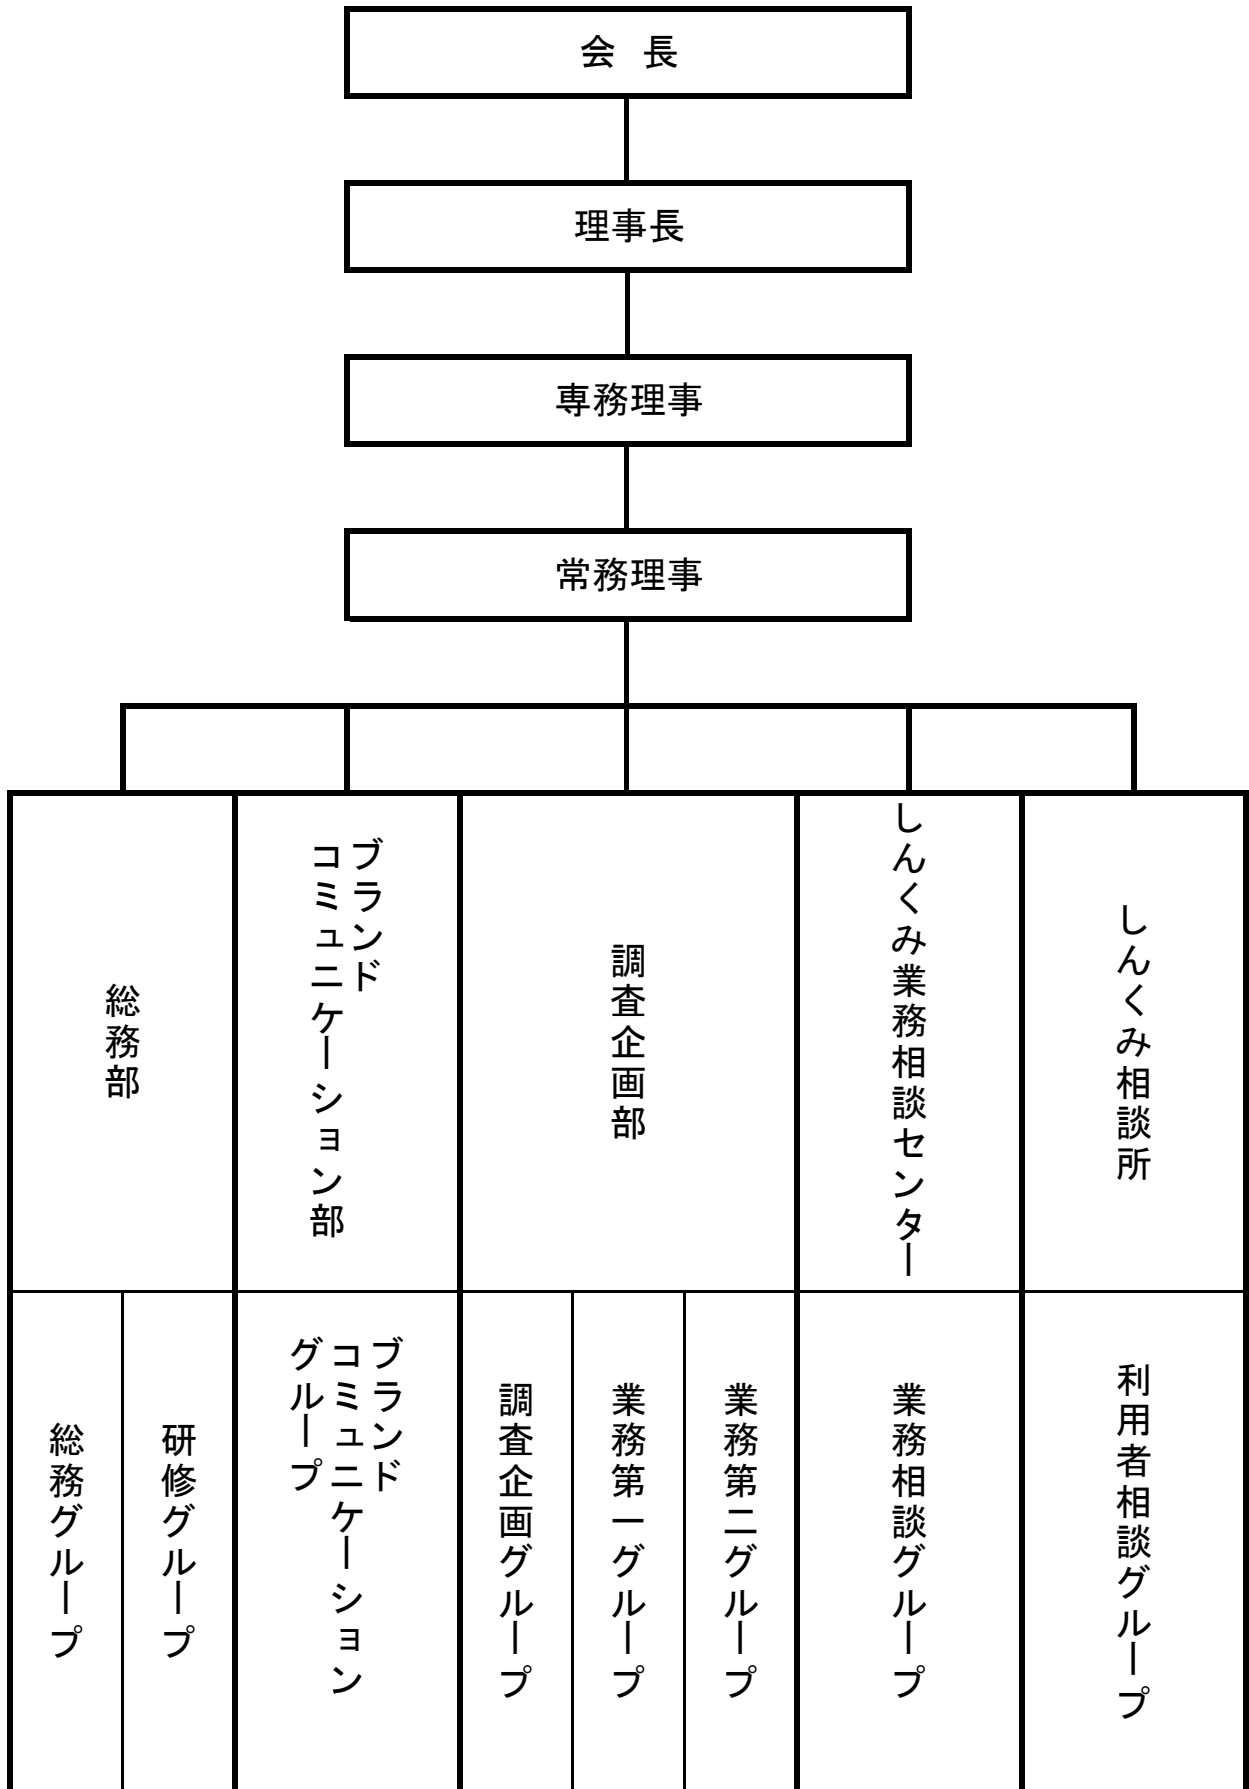 会 長
理事長
専務理事
常務理事
総務部
ブランド
コミュニケーション部
調査企画部
しんくみ業務相談センター
しんくみ相談所
総務グループ
研修グループ
ブランド
コミュニケーション
グループ
調査企画グループ
業務第一グループ
業務第二グループ
業務相談グループ
利用者相談グループ